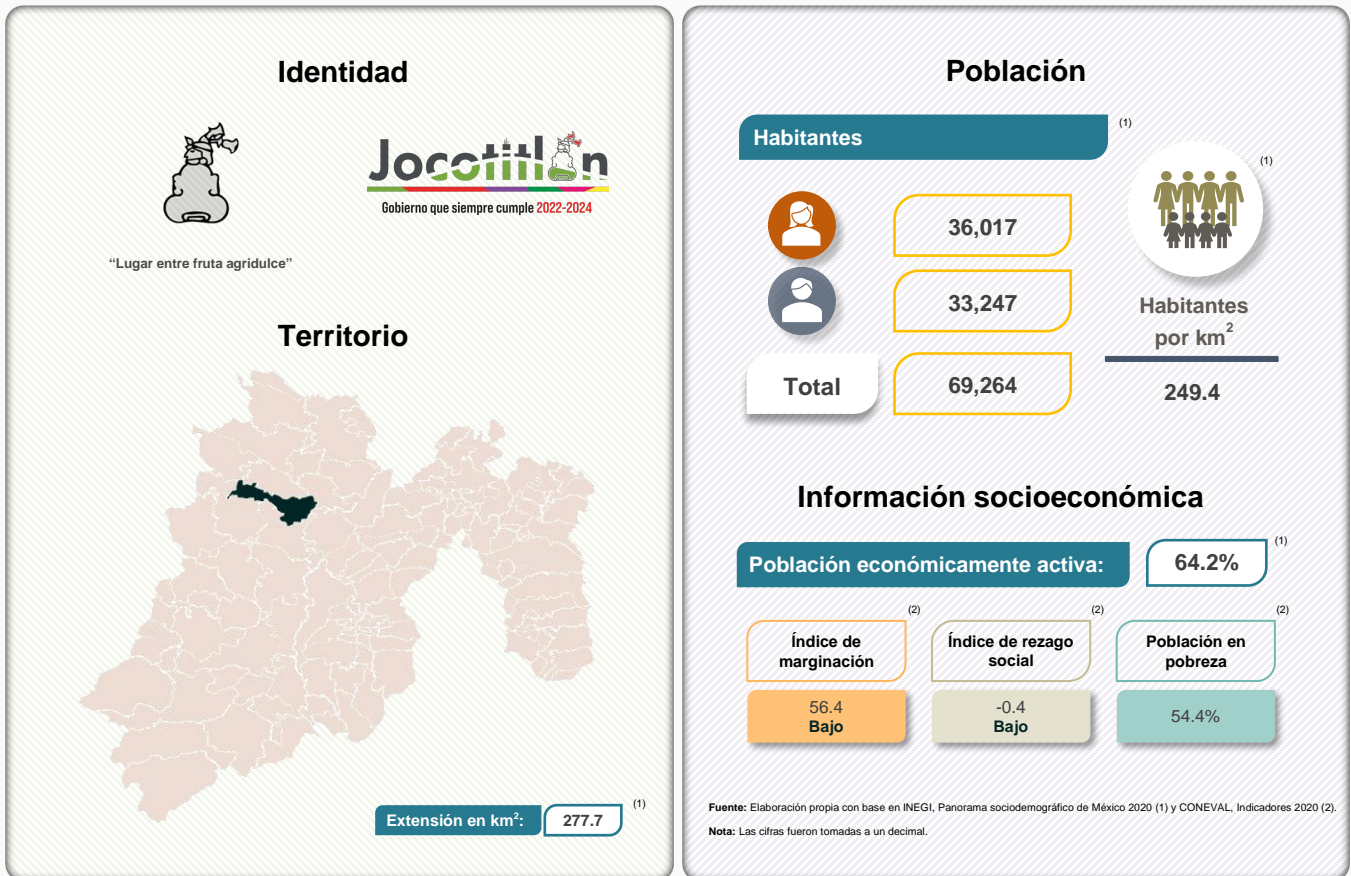 Identidad
Jocotitlán
Gobierno que siempre cumple 2022-2024
“Lugar entre fruta agridulce”
Territorio
Extensión en km²: 277.7 (1)
Población
Habitantes (1)
(1)
36,017
33,247
Total 69,264
Habitantes
por km²
249.4
Información socioeconómica
Población económicamente activa: 64.2% (1)
(2) (2) (2)
Índice de
marginación
56.4
Bajo
Índice de rezago
social
-0.4
Bajo
Población en
pobreza
54.4%
Fuente: Elaboración propia con base en INEGI, Panorama sociodemográfico de México 2020 (1) y CONEVAL, Indicadores 2020 (2).
Nota: Las cifras fueron tomadas a un decimal.